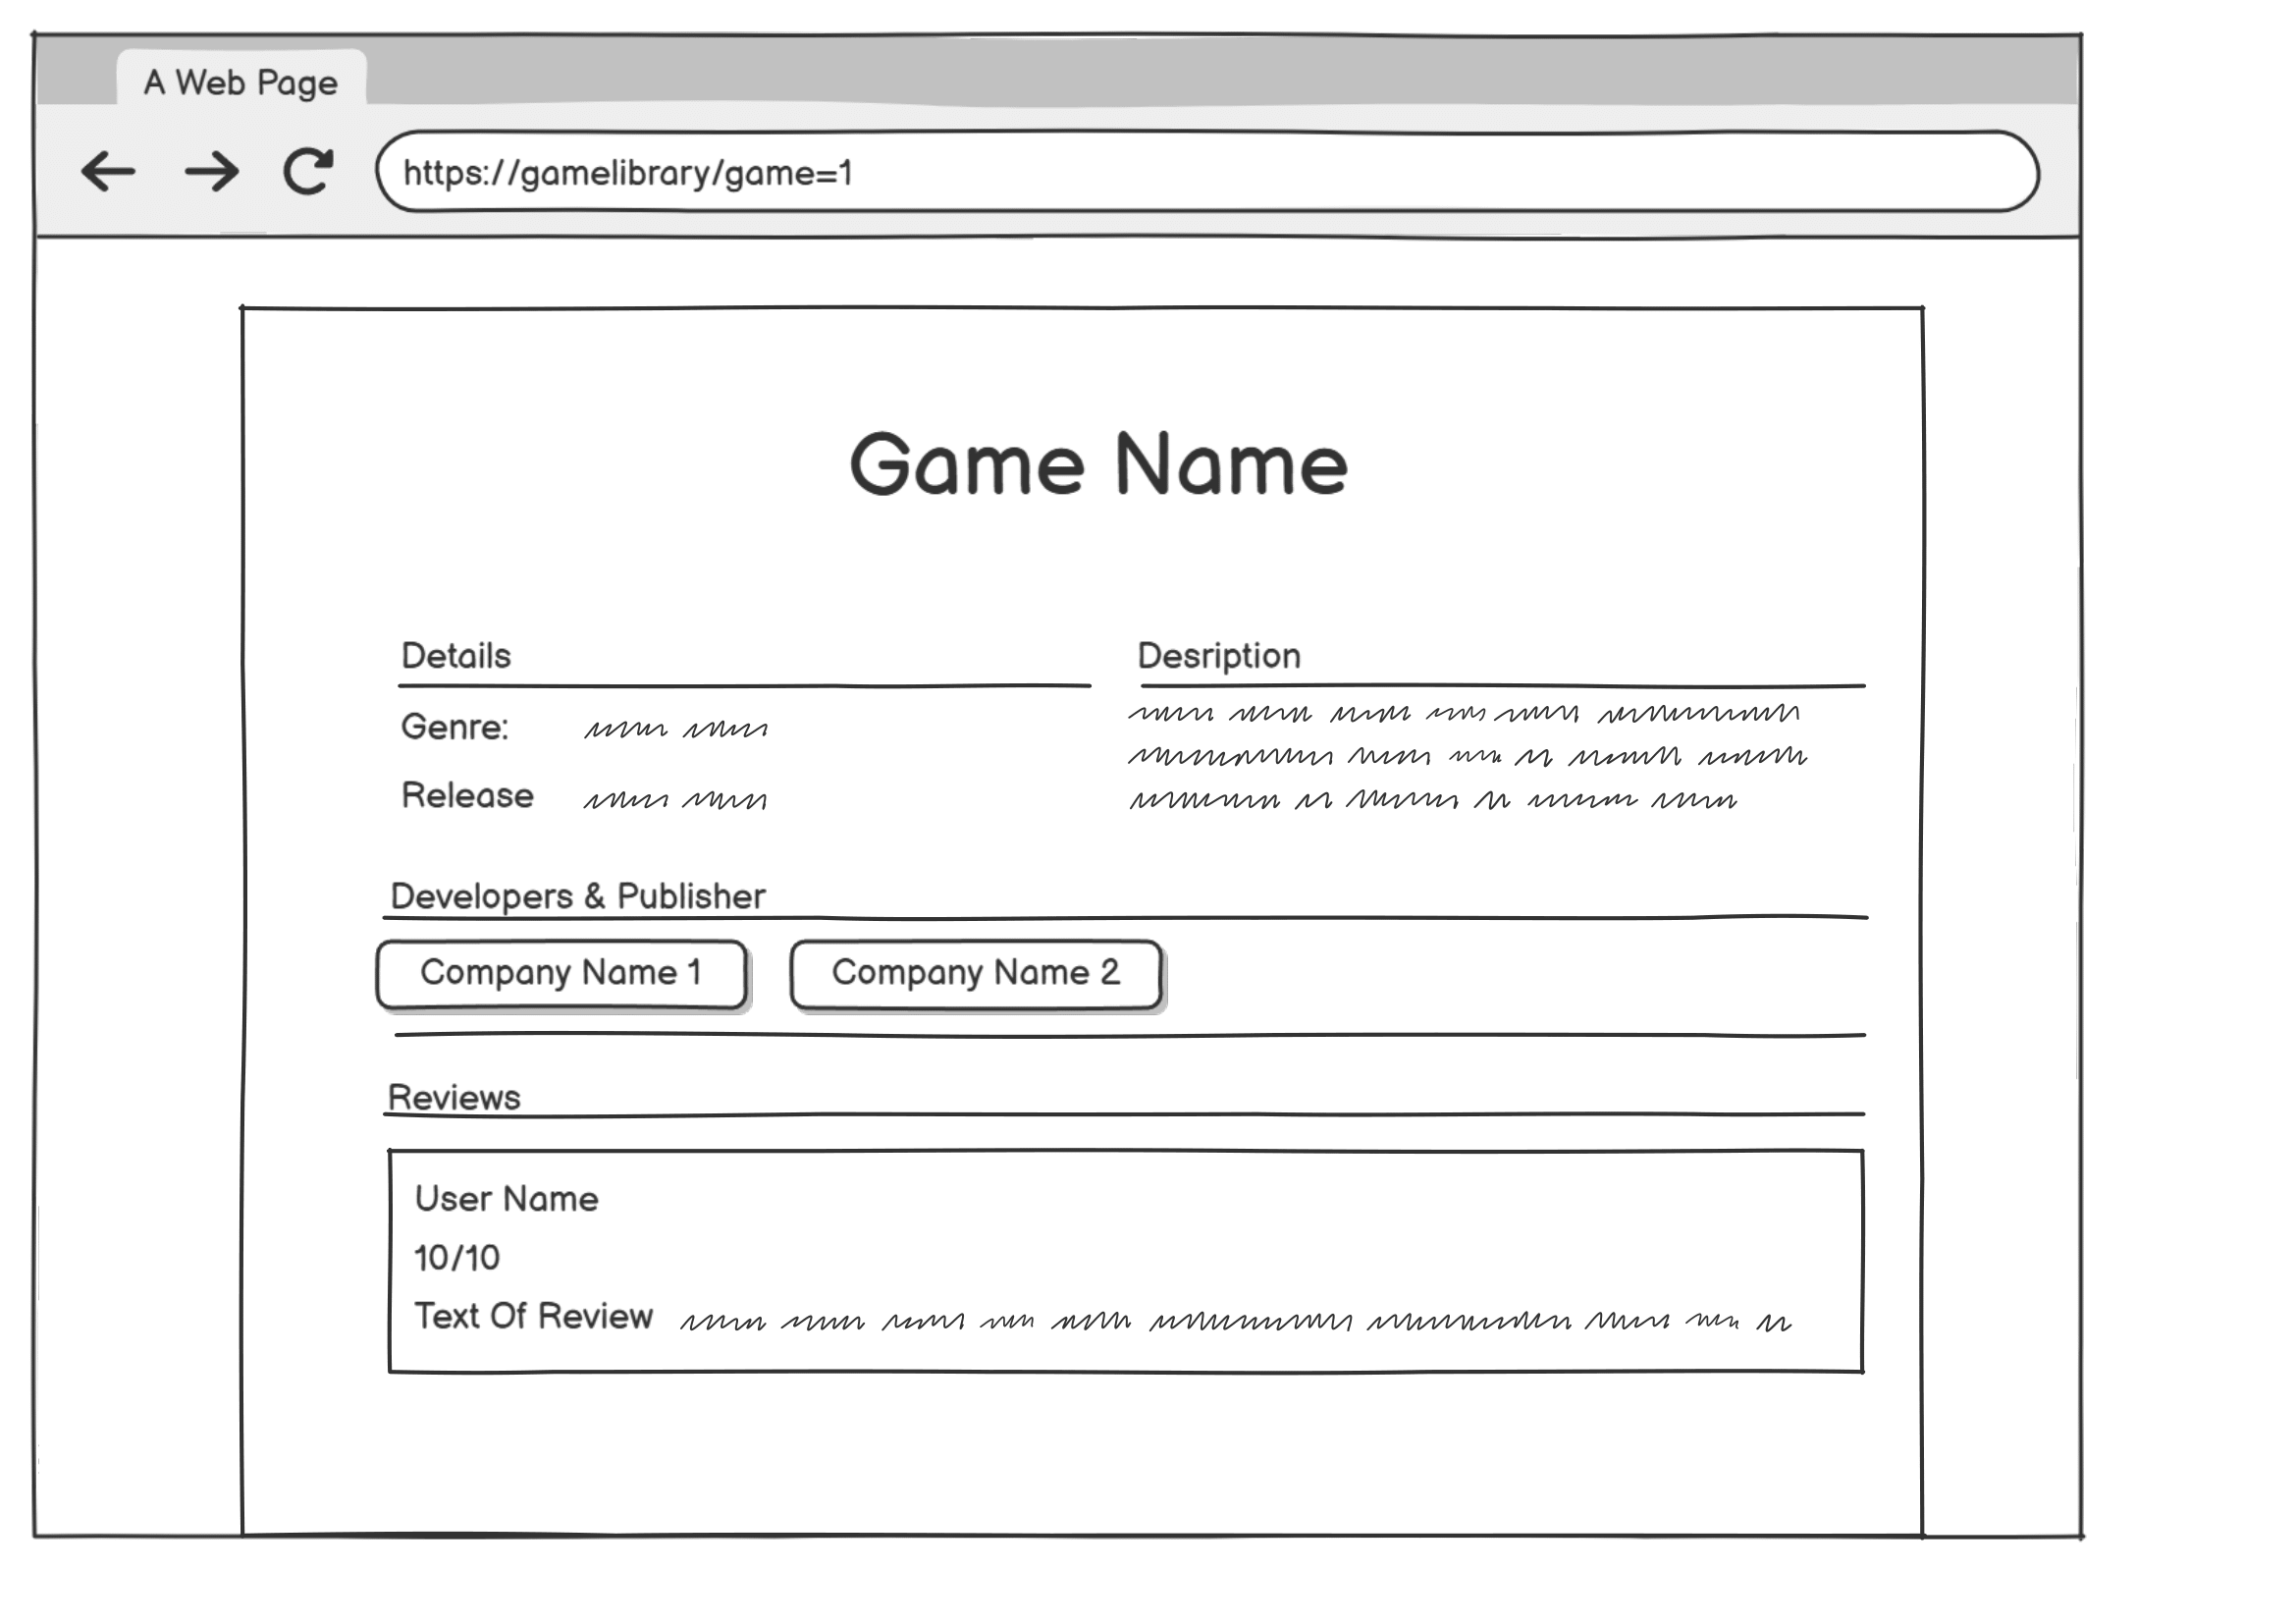 A Web Page
https://gamelibrary/game=1
Game Name
Details
Genre:
Release
Desription
Developers & Publisher
Company Name 1
Company Name 2
Reviews
User Name
10/10
Text Of Review